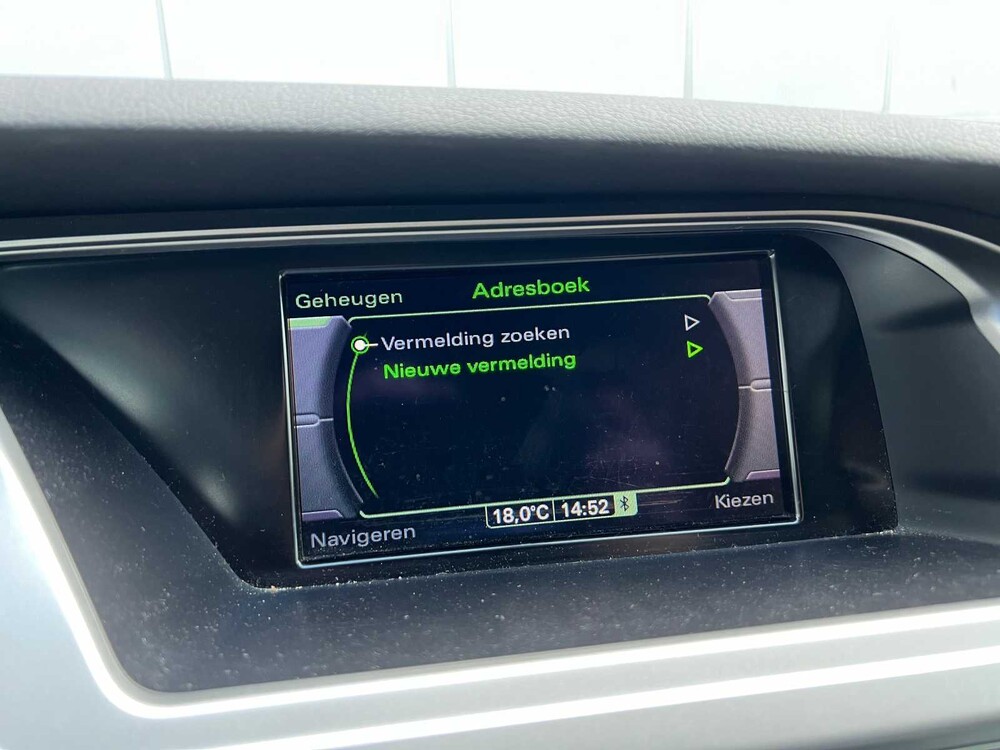 Geheugen
Adresboek
Vermelding zoeken
Nieuwe vermelding
Navigeren
18,0°C 14:52
Kiezen